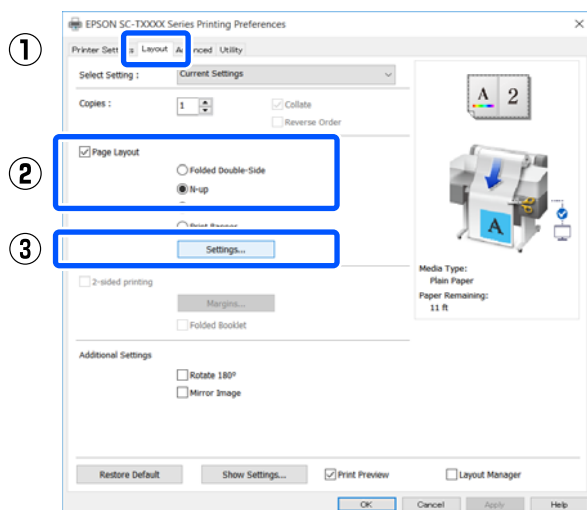 EPSON SC-TXXXX Series Printing Preferences
①
Layout
Utility
Select Setting :
Current Settings
Copies :
1
Collate
Reverse Order
A 2
②
Page Layout
Folded Double-Side
N-up
③
Settings...
A
Media Type:
Plain Paper
Paper Remaining:
11 ft
2-sided printing
Margins...
Folded Booklet
Additional Settings
Rotate 180°
Mirror Image
Restore Default
Show Settings...
Print Preview
Layout Manager
OK
Cancel
Apply
Help